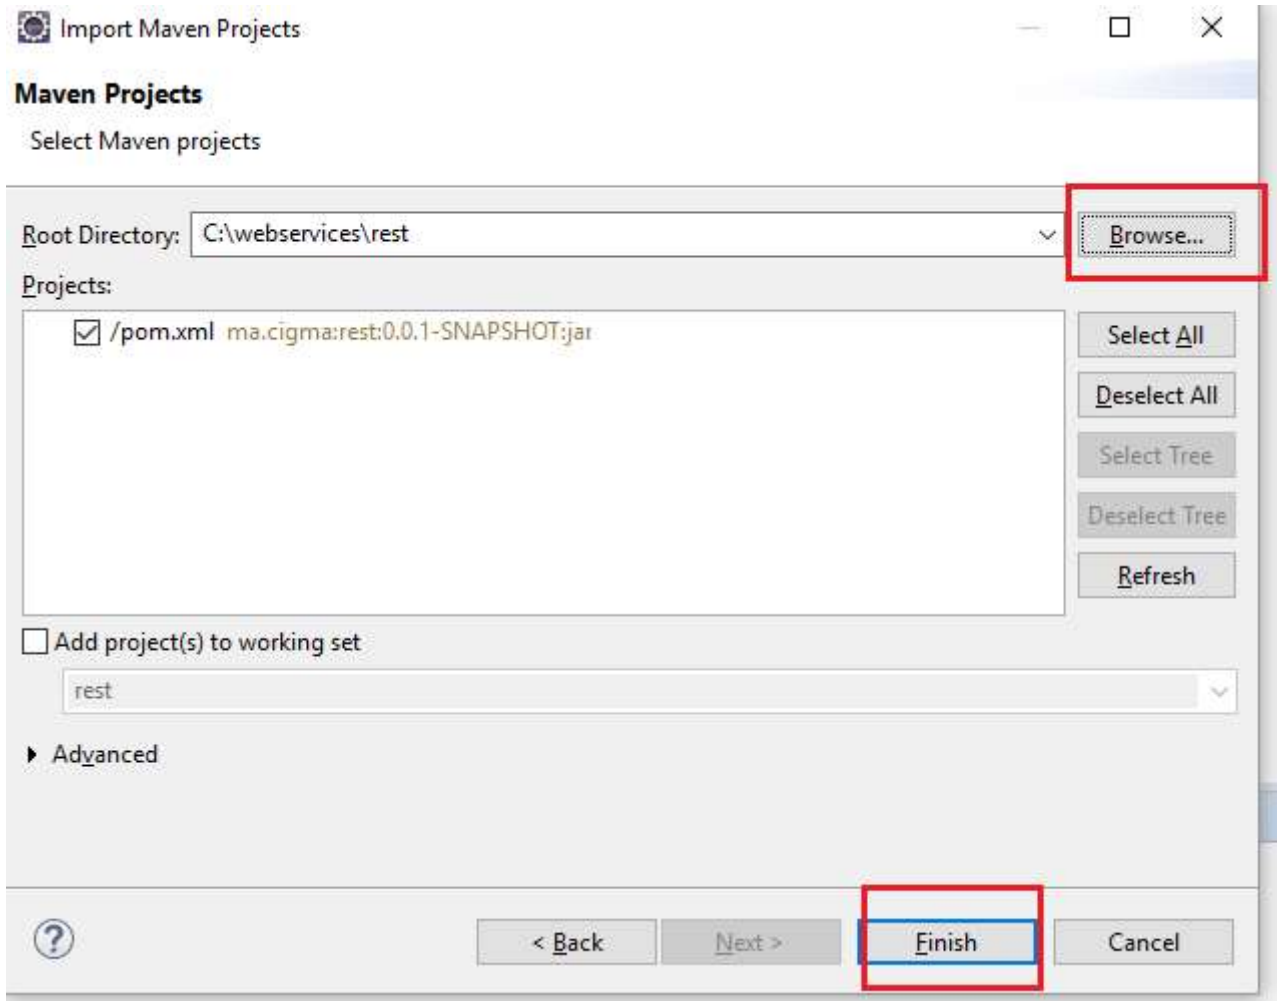 Import Maven Projects
Maven Projects
Select Maven projects
Root Directory: C:\webservices\rest Browse...
Projects:
/pom.xml ma.cigma:rest:0.0.1-SNAPSHOT:jar
Select All
Deselect All
Select Tree
Deselect Tree
Refresh
Add project(s) to working set
rest
Advanced
? < Back Next > Finish Cancel